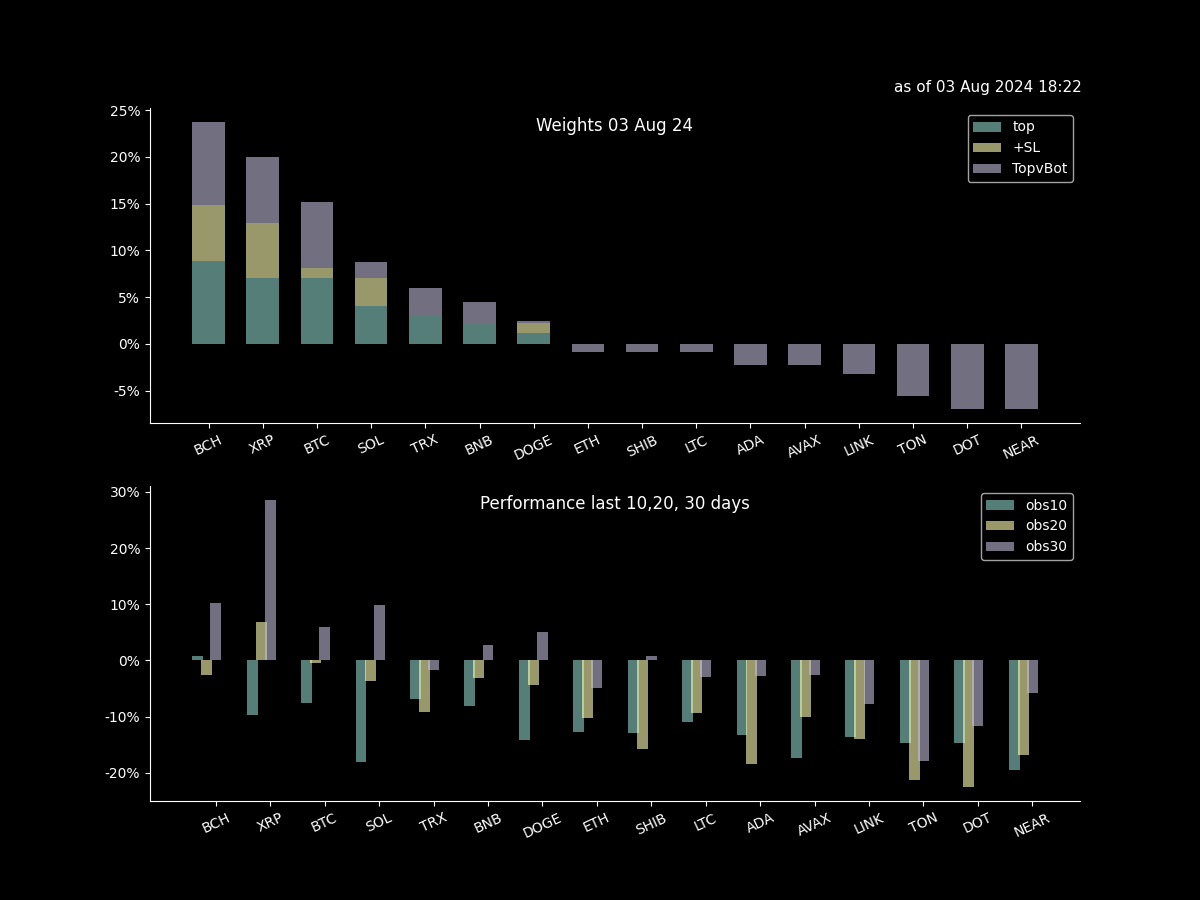 as of 03 Aug 2024 18:22
Weights 03 Aug 24
top
+SL
TopvBot
25%
20%
15%
10%
5%
0%
-5%
BCH XRP BTC SOL TRX BNB DOGE ETH SHIB LTC ADA AVAX LINK TON DOT NEAR
Performance last 10,20, 30 days
obs10
obs20
obs30
30%
20%
10%
0%
-10%
-20%
BCH XRP BTC SOL TRX BNB DOGE ETH SHIB LTC ADA AVAX LINK TON DOT NEAR